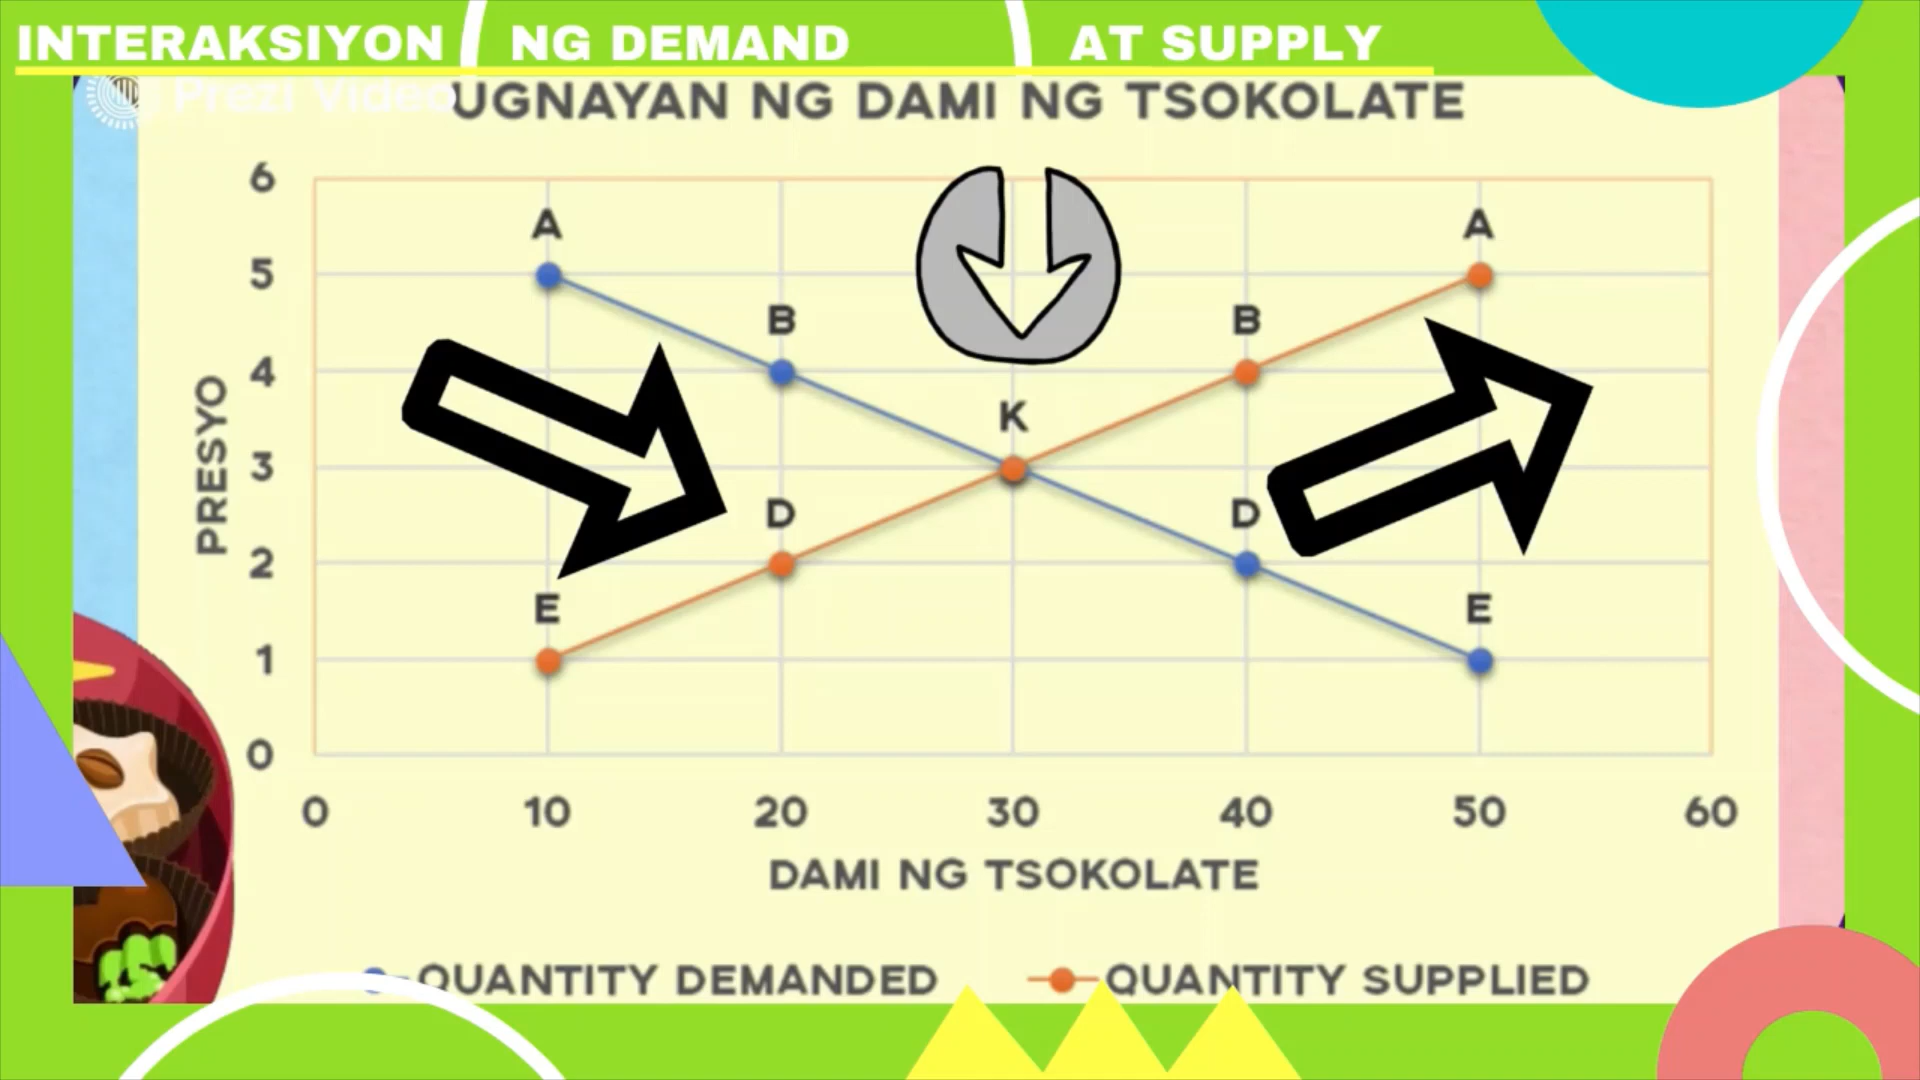 INTERAKSIYON NG DEMAND AT SUPPLY
Prezi Video
UGNAYAN NG DAMI NG TSOKOLATE
6
A
A
5
B
B
4
K
PRESYO
3
D
D
2
E
E
1
0
0 10 20 30 40 50 60
DAMI NG TSOKOLATE
QUANTITY DEMANDED
QUANTITY SUPPLIED